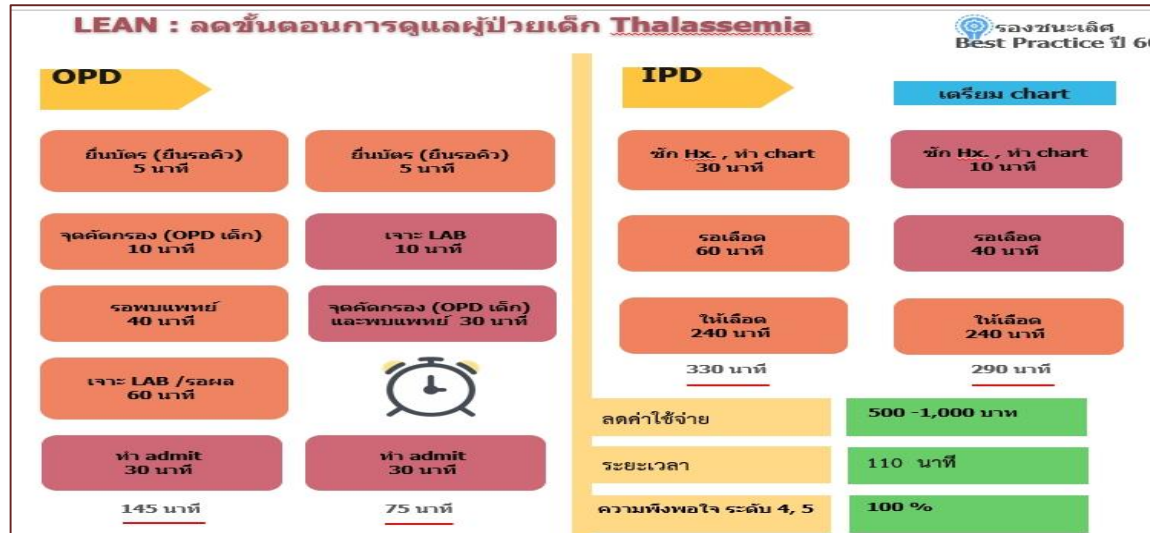 LEAN : ลดขั้นตอนการดูแลผู้ป่วยเด็ก Thalassemia
รองชนะเลิศ
Best Practice ปี 60
OPD
ยื่นบัตร (ยืนรอคิว)
5 นาที
จุดคัดกรอง (OPD เด็ก)
10 นาที
รอพบแพทย์
40 นาที
เจาะ LAB /รอผล
60 นาที
ทำ admit
30 นาที
145 นาที
ยื่นบัตร (ยืนรอคิว)
5 นาที
เจาะ LAB
10 นาที
จุดคัดกรอง (OPD เด็ก)
และพบแพทย์ 30 นาที
ทำ admit
30 นาที
75 นาที
IPD
ซัก Hx. , ทำ chart
30 นาที
รอเลือด
60 นาที
ให้เลือด
240 นาที
330 นาที
เตรียม chart
ซัก Hx. , ทำ chart
10 นาที
รอเลือด
40 นาที
ให้เลือด
240 นาที
290 นาที
ลดค่าใช้จ่าย
500 -1,000 บาท
ระยะเวลา
110 นาที
ความพึงพอใจ ระดับ 4, 5
100 %